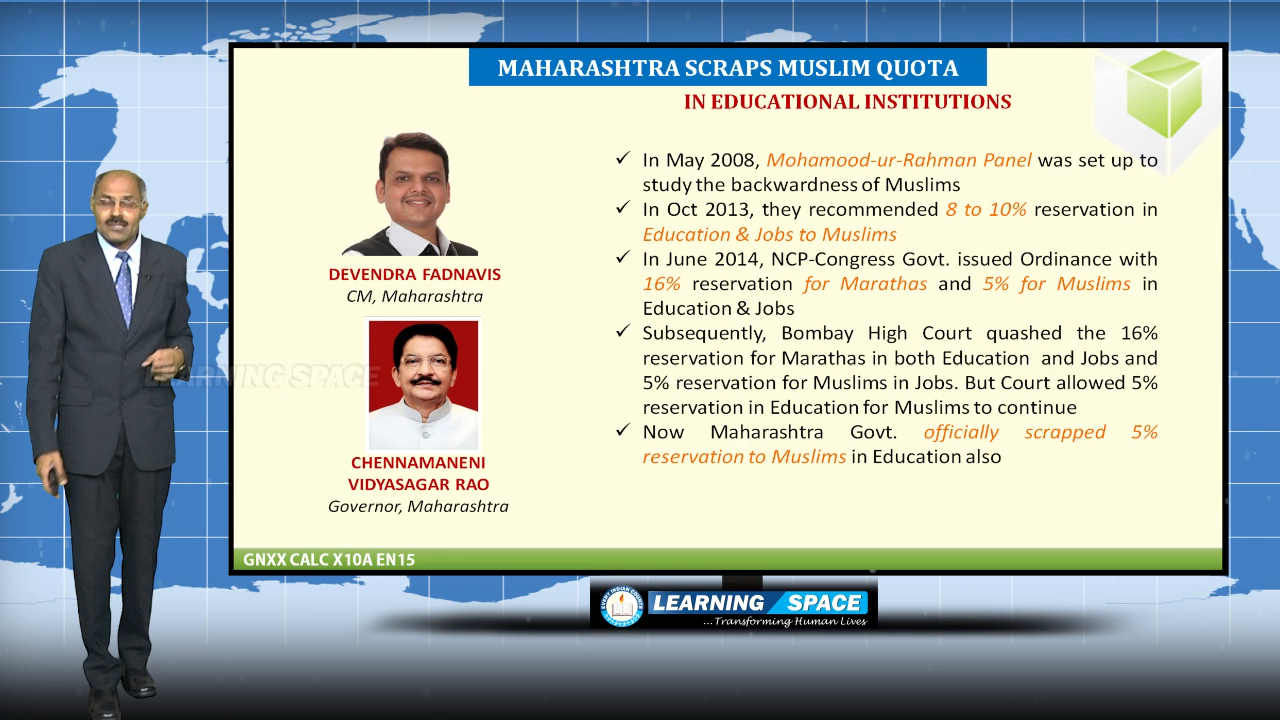 MAHARASHTRA SCRAPS MUSLIM QUOTA
IN EDUCATIONAL INSTITUTIONS
DEVENDRA FADNAVIS
CM, Maharashtra
CHENNAMANENI
VIDYASAGAR RAO
Governor, Maharashtra
✓ In May 2008, Mohamood-ur-Rahman Panel was set up to
study the backwardness of Muslims
✓ In Oct 2013, they recommended 8 to 10% reservation in
Education & Jobs to Muslims
✓ In June 2014, NCP-Congress Govt. issued Ordinance with
16% reservation for Marathas and 5% for Muslims in
Education & Jobs
✓ Subsequently, Bombay High Court quashed the 16%
reservation for Marathas in both Education and Jobs and
5% reservation for Muslims in Jobs. But Court allowed 5%
reservation in Education for Muslims to continue
✓ Now Maharashtra Govt. officially scrapped 5%
reservation to Muslims in Education also
LEARNING SPACE
GNXX CALC X10A EN15
EVERY INDIAN COUNTS
LEARNING SPACE
...Transforming Human Lives